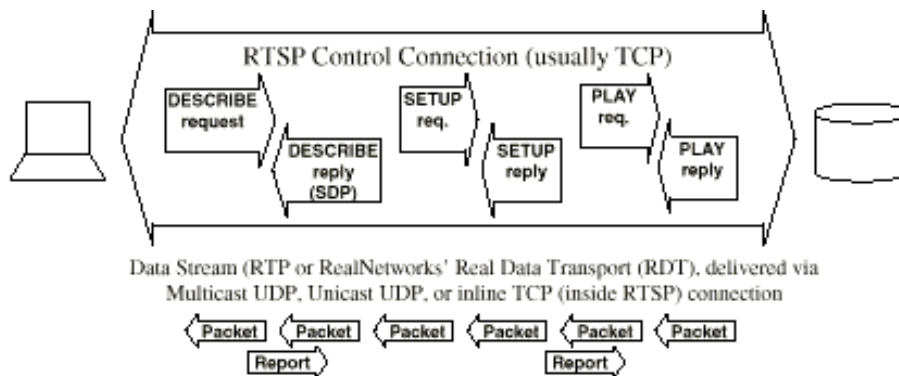 RTSP Control Connection (usually TCP)
DESCRIBE
request
DESCRIBE
reply
(SDP)
SETUP
req.
SETUP
reply
PLAY
req.
PLAY
reply
Data Stream (RTP or RealNetworks' Real Data Transport (RDT), delivered via
Multicast UDP, Unicast UDP, or inline TCP (inside RTSP) connection
Packet
Packet
Packet
Packet
Packet
Packet
Report
Report